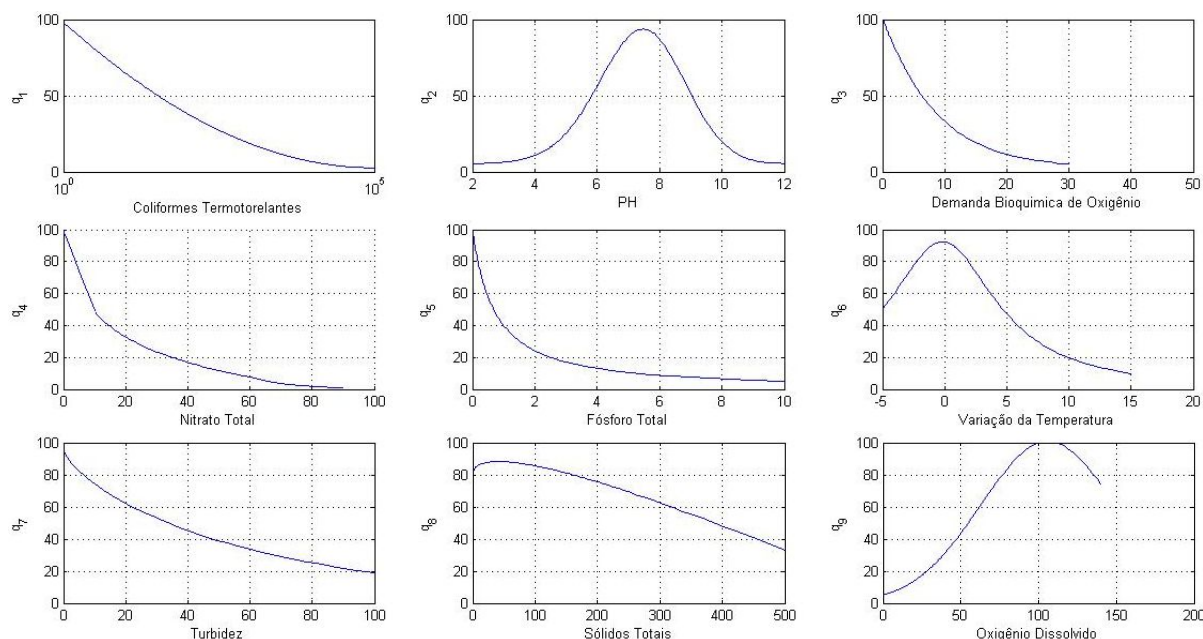 100
50
0
q1
10^0
10^5
Coliformes Termotorelantes
100
50
0
q2
2 4 6 8 10 12
PH
100
50
0
q3
0 10 20 30 40 50
Demanda Bioquimica de Oxigênio
100
80
60
40
20
0
q4
0 20 40 60 80 100
Nitrato Total
100
80
60
40
20
0
q5
0 2 4 6 8 10
Fósforo Total
100
80
60
40
20
0
q6
-5 0 5 10 15 20
Variação da Temperatura
100
80
60
40
20
0
q7
0 20 40 60 80 100
Turbidez
100
80
60
40
20
0
q8
0 100 200 300 400 500
Sólidos Totais
100
80
60
40
20
0
q9
0 50 100 150 200
Oxigênio Dissolvido